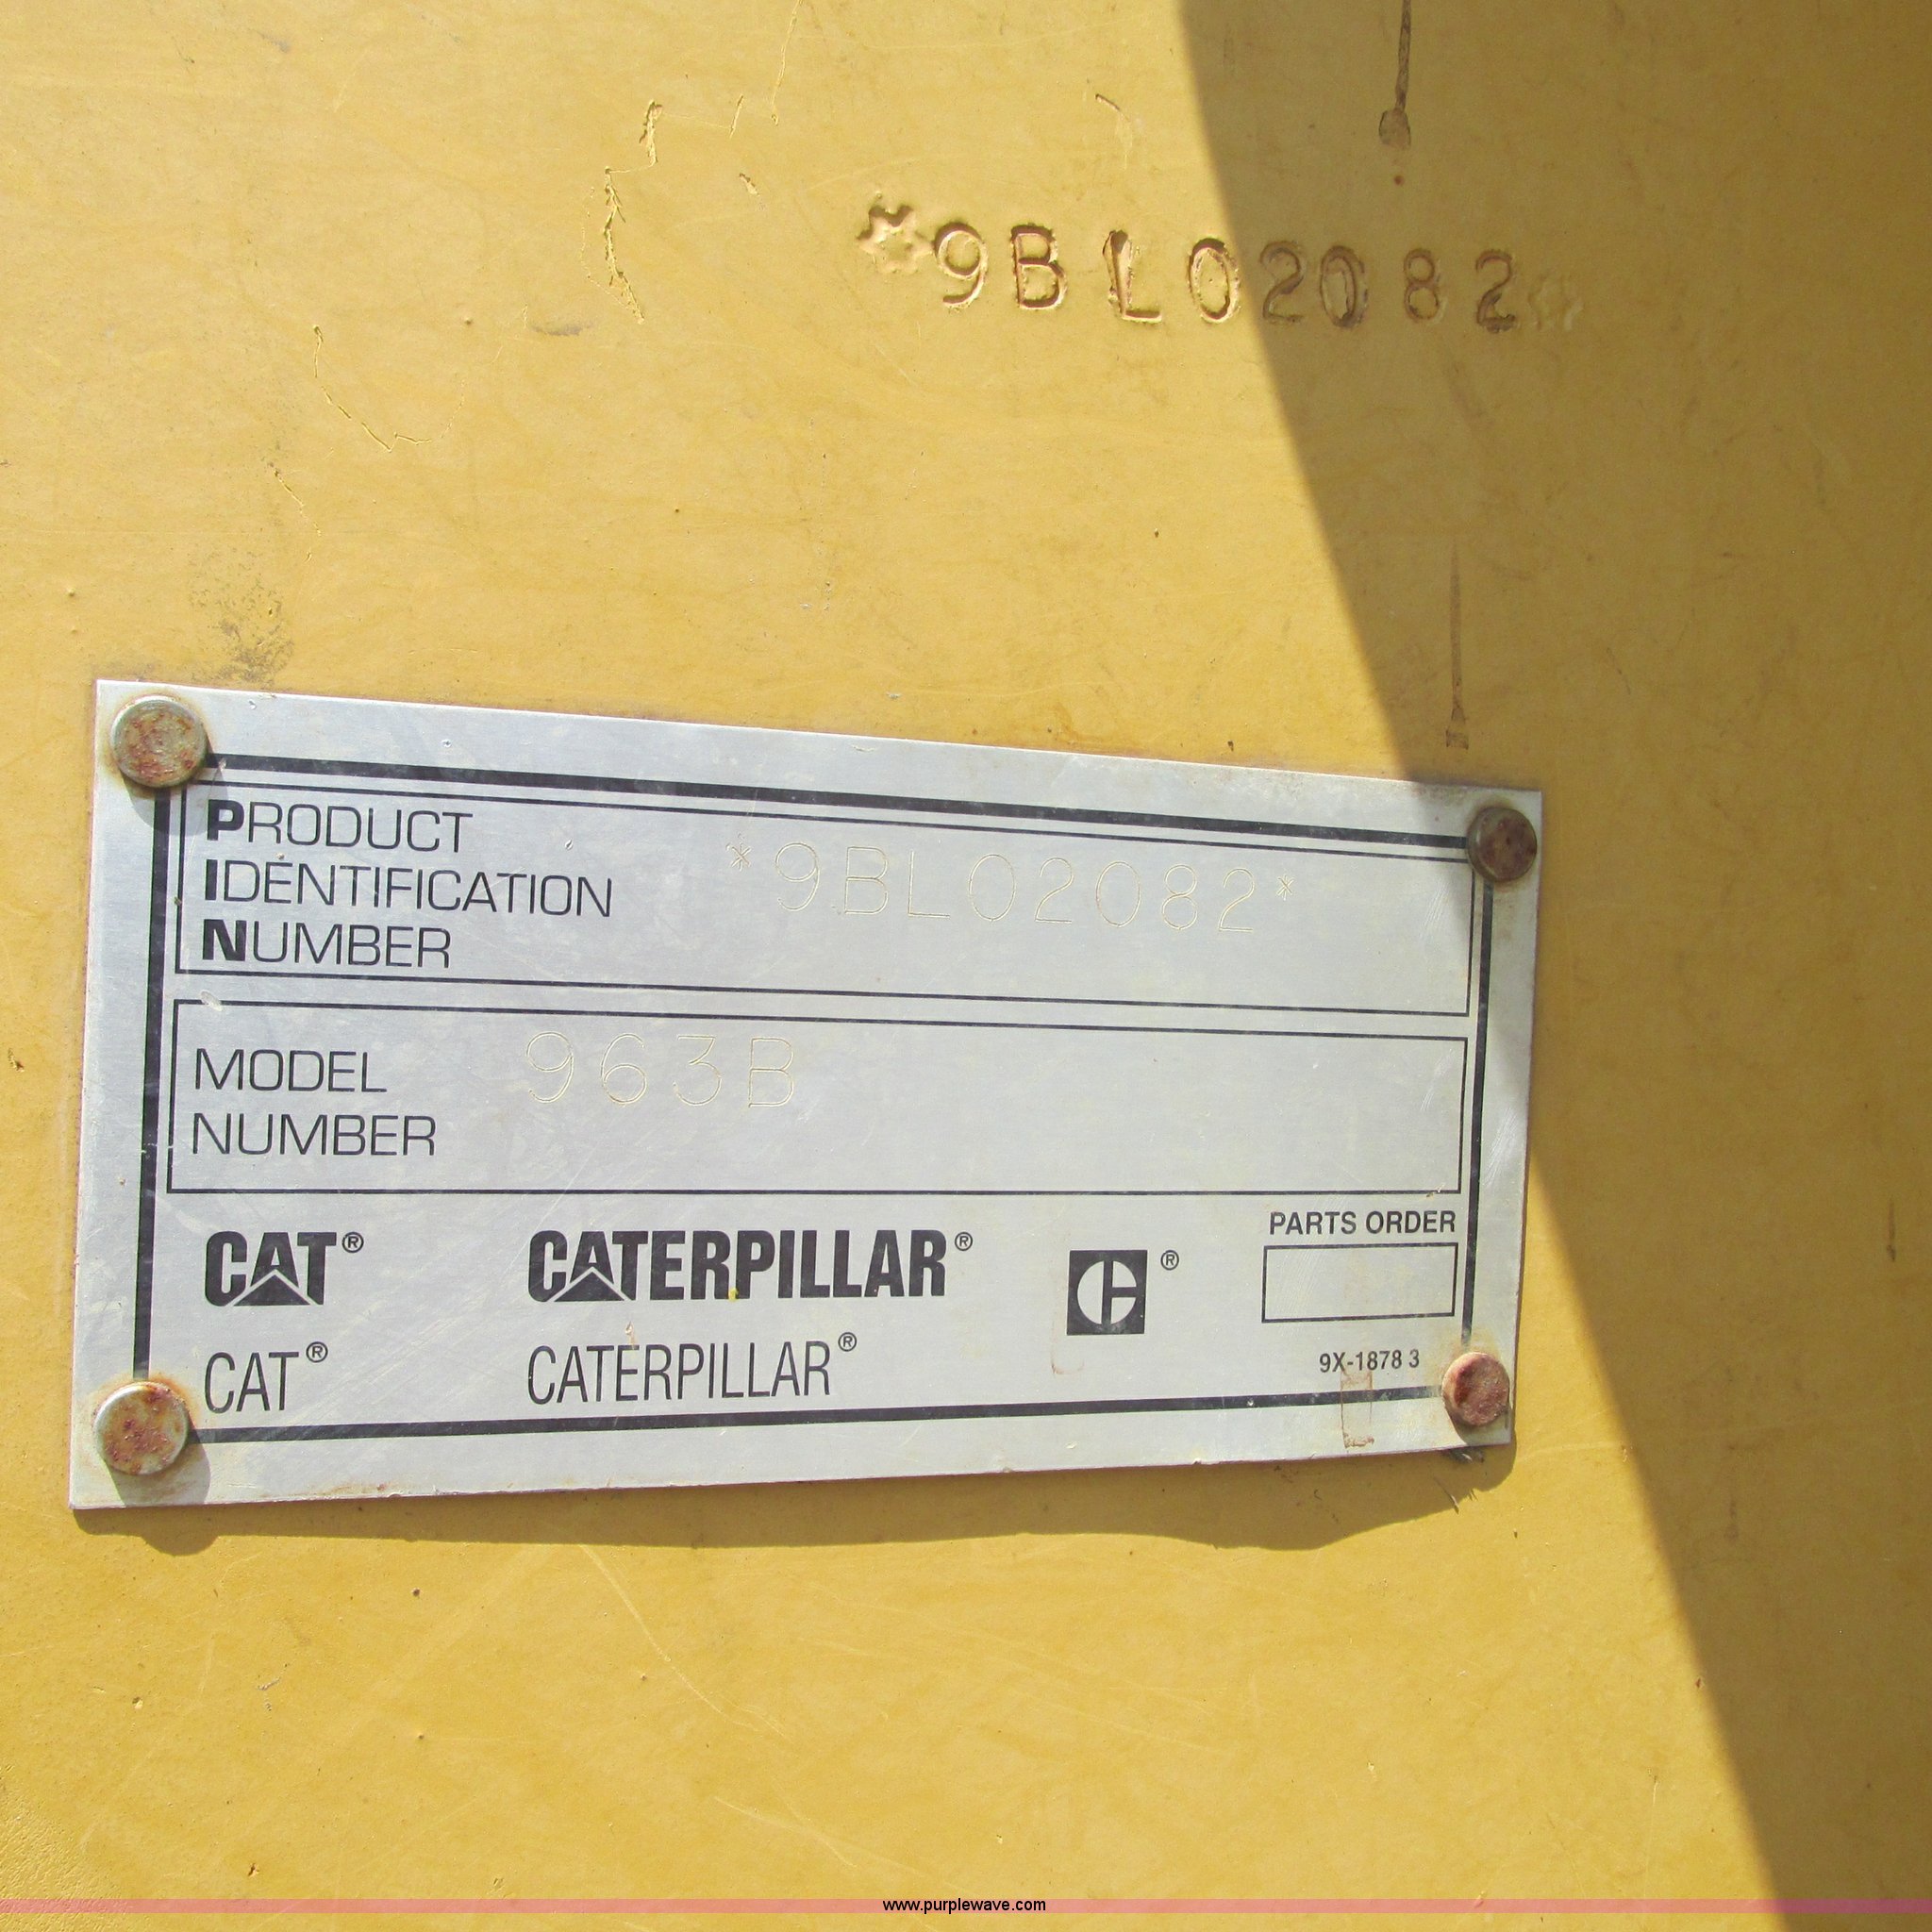 *9BL02082*
PRODUCT
IDENTIFICATION
NUMBER
*9BL02082*
MODEL
NUMBER
963B
CAT® CATERPILLAR® ®
PARTS ORDER
CAT® CATERPILLAR®
9X-1878 3
www.purplewave.com